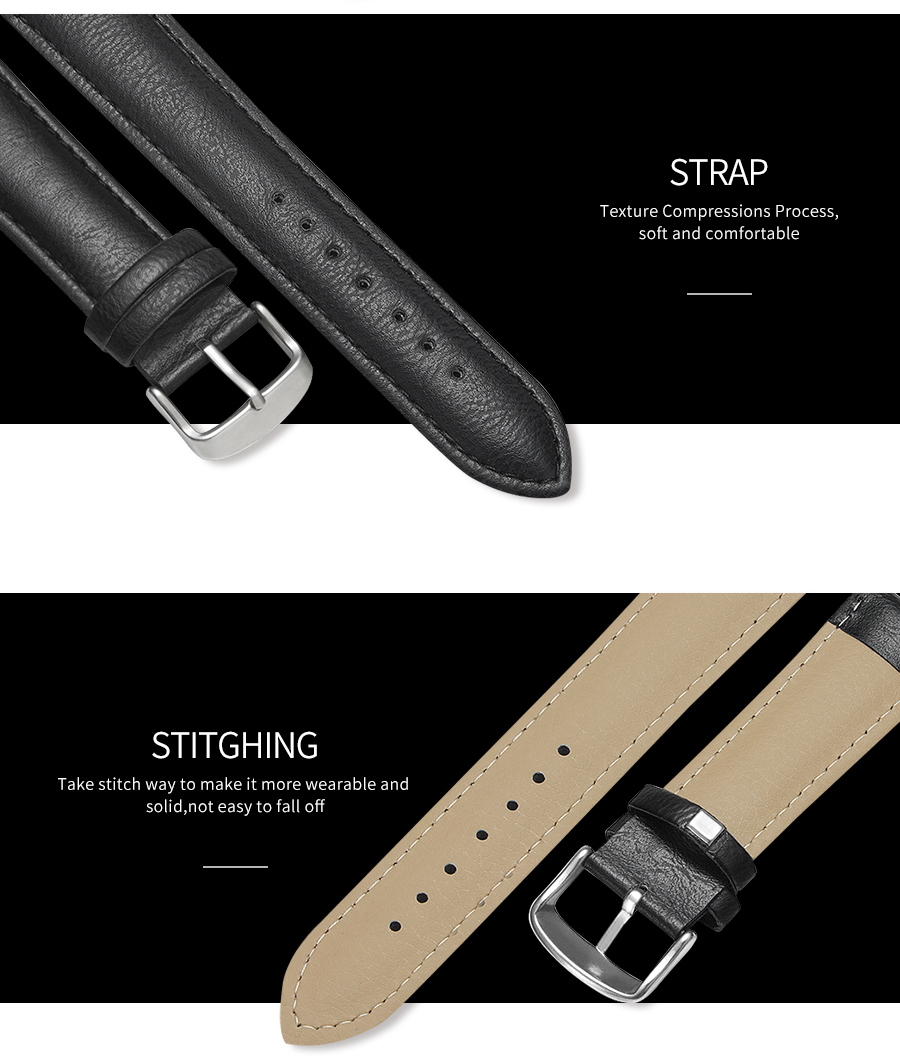 STRAP
Texture Compressions Process,
soft and comfortable
STITGHING
Take stitch way to make it more wearable and
solid,not easy to fall off